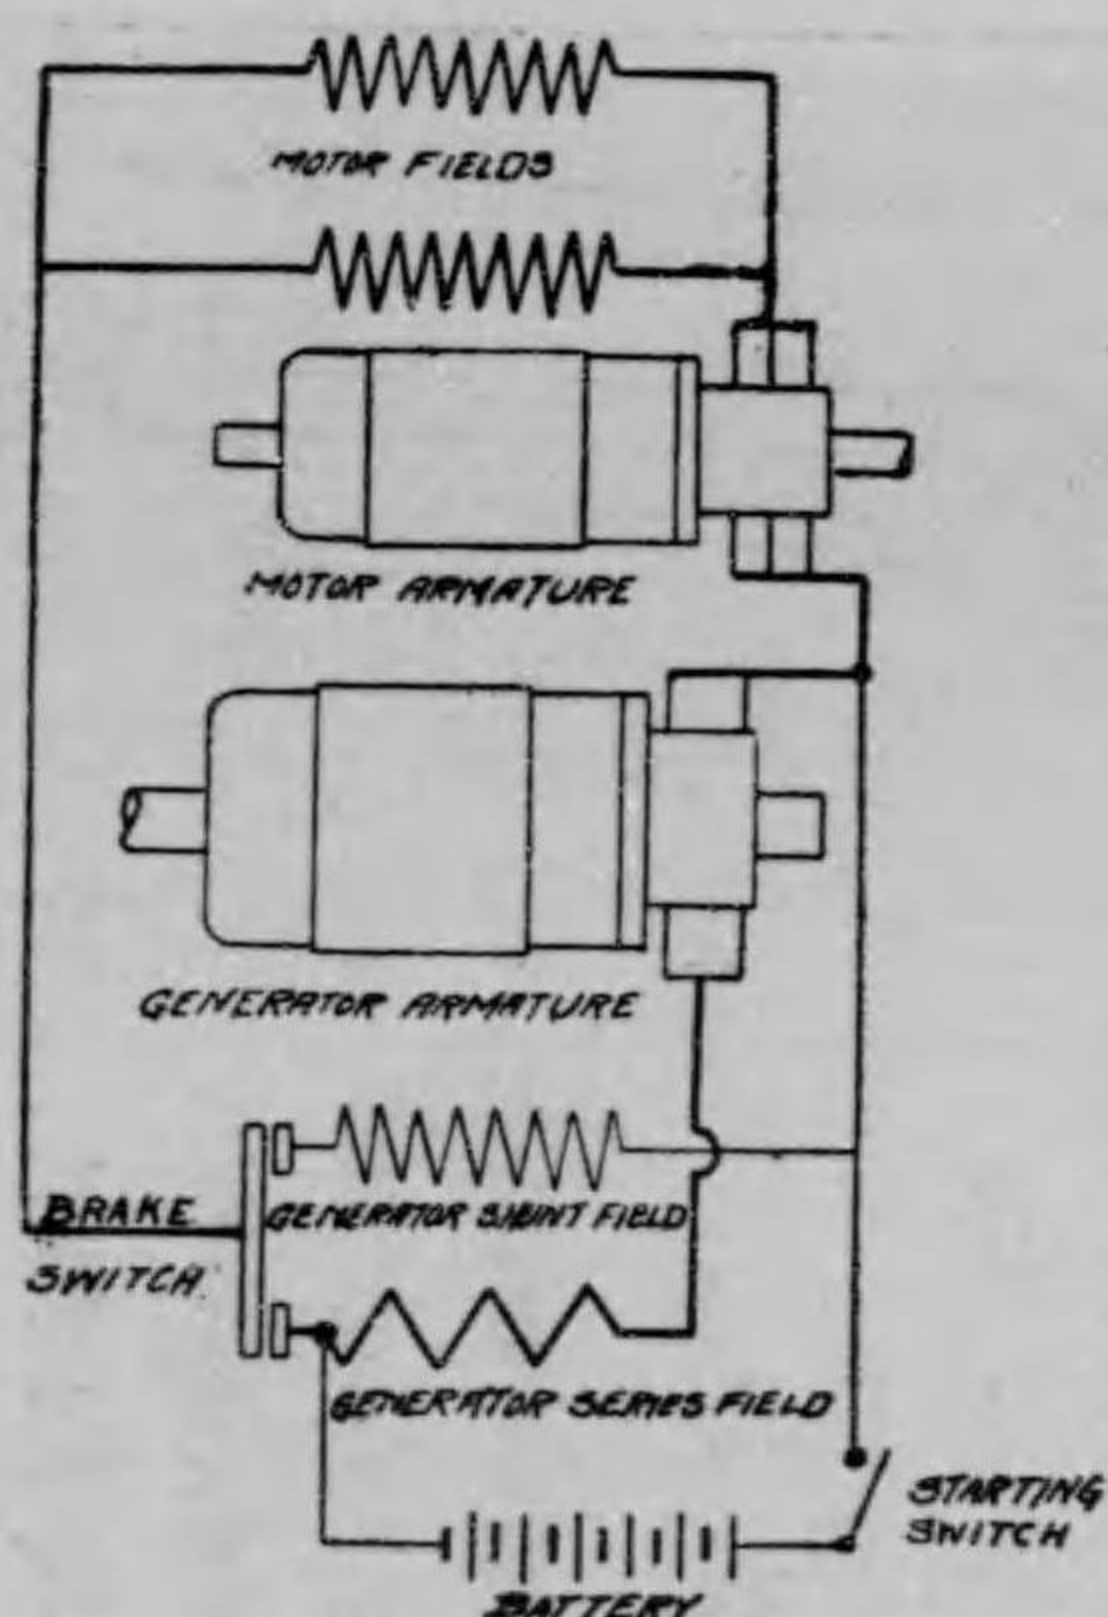 MOTOR FIELDS
MOTOR ARMATURE
GENERATOR ARMATURE
BRAKE
SWITCH.
GENERATOR SHUNT FIELD
GENERATOR SERIES FIELD
STARTING
SWITCH
BATTERY